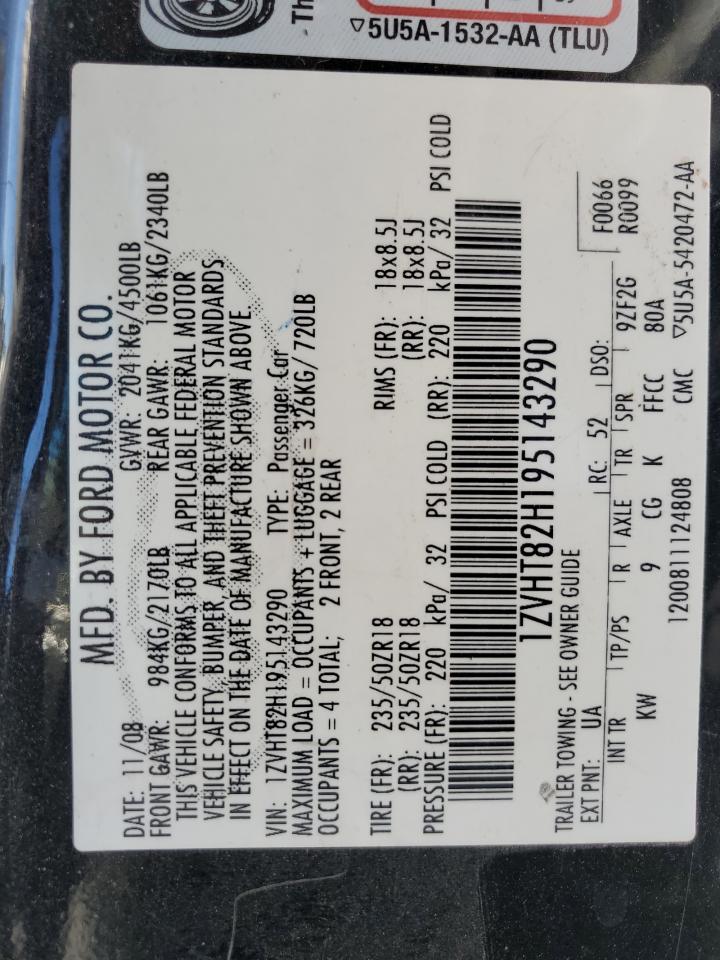 Th
▽5U5A-1532-AA (TLU)
MFD. BY FORD MOTOR CO.
DATE: 11/08 GVWR: 2041KG/4500LB
FRONT GAWR: 984KG/2170LB REAR GAWR: 1061KG/2340LB
THIS VEHICLE CONFORMS TO ALL APPLICABLE FEDERAL MOTOR
VEHICLE SAFETY, BUMPER, AND THEFT PREVENTION STANDARDS
IN EFFECT ON THE DATE OF MANUFACTURE SHOWN ABOVE.
VIN: 1ZVHT82H195143290 TYPE: Passenger Car
MAXIMUM LOAD = OCCUPANTS + LUGGAGE = 326KG/ 720LB
OCCUPANTS = 4 TOTAL; 2 FRONT, 2 REAR
TIRE (FR): 235/50ZR18 RIMS (FR): 18x8.5J
(RR): 235/50ZR18 (RR): 18x8.5J
PRESSURE (FR): 220 kPa/ 32 PSI COLD (RR): 220 kPa/ 32 PSI COLD
1ZVHT82H195143290
TRAILER TOWING - SEE OWNER GUIDE F0066
EXT PNT: UA RC: 52 DSO: R0099
INT TR TP/PS R AXLE TR SPR 9ZF2G
KW 9 CG K FFCC 80A
1200811124808 CMC ▽5U5A-5420472-AA